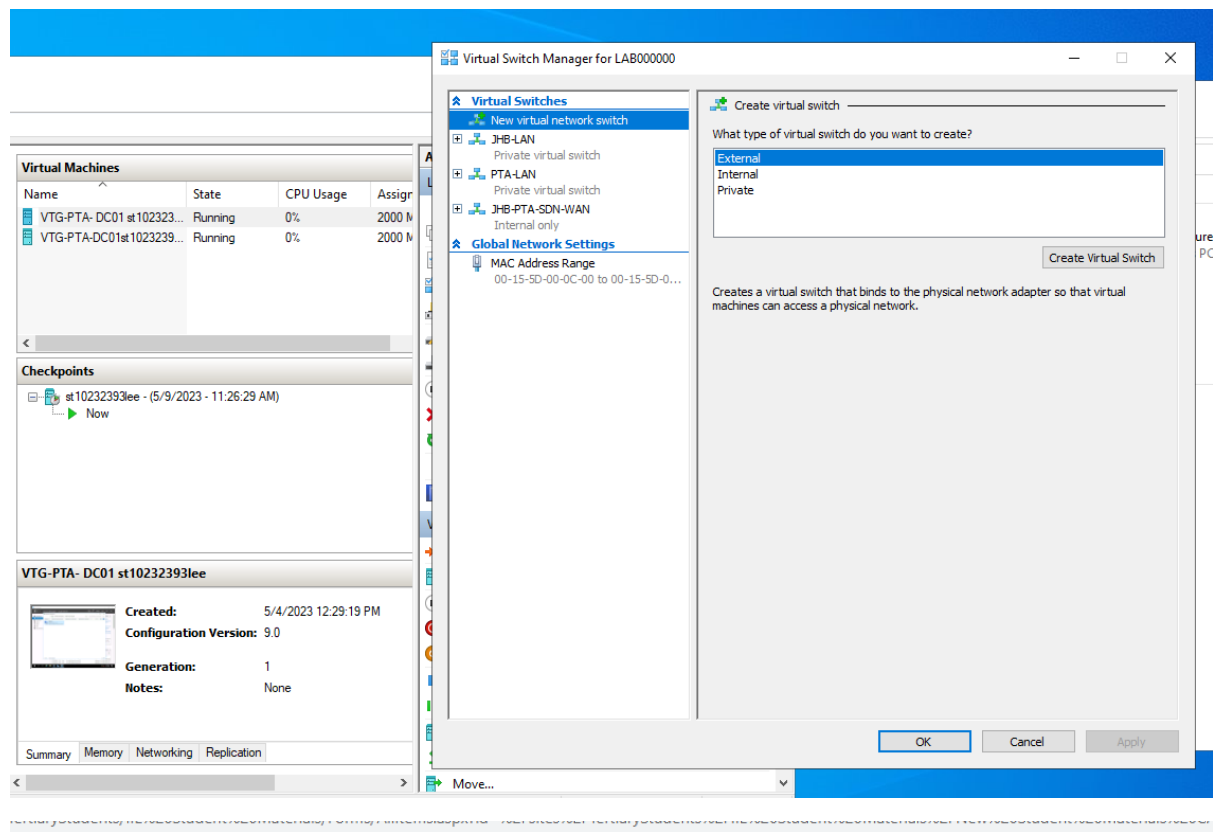 Virtual Switch Manager for LAB000000
Virtual Switches
New virtual network switch
JHB-LAN
Private virtual switch
PTA-LAN
Private virtual switch
JHB-PTA-SDN-WAN
Internal only
Global Network Settings
MAC Address Range
00-15-5D-00-0C-00 to 00-15-5D-0...
Create virtual switch
What type of virtual switch do you want to create?
External
Internal
Private
Create Virtual Switch
Creates a virtual switch that binds to the physical network adapter so that virtual
machines can access a physical network.
OK
Cancel
Apply
Virtual Machines
Name State CPU Usage Assigr
VTG-PTA- DC01 st102323... Running 0% 2000 M
VTG-PTA-DC01st1023239... Running 0% 2000 M
Checkpoints
st10232393lee - (5/9/2023 - 11:26:29 AM)
Now
VTG-PTA- DC01 st10232393lee
Created: 5/4/2023 12:29:19 PM
Configuration Version: 9.0
Generation: 1
Notes: None
Summary Memory Networking Replication
Move...
ure
PC